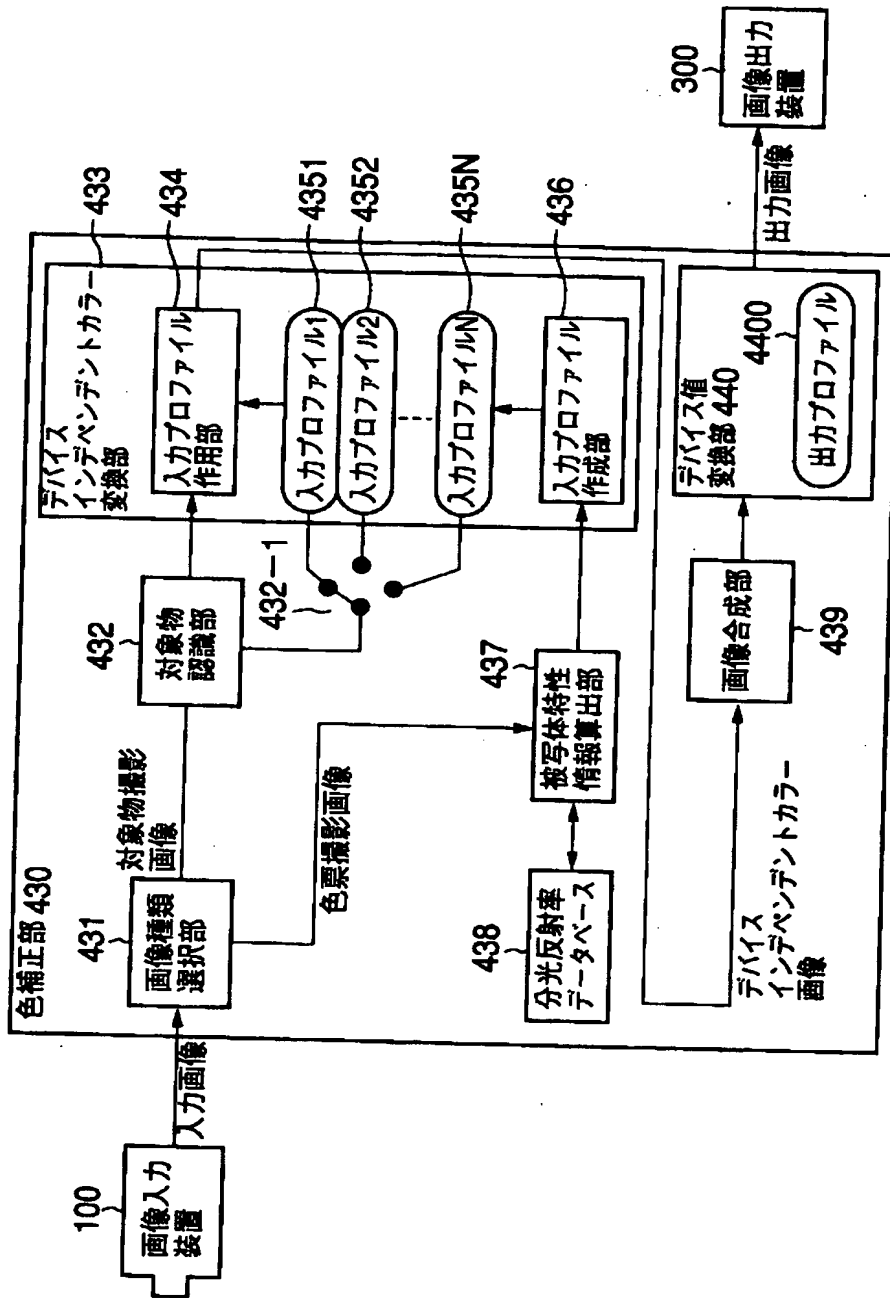 100
画像入力
装置
入力画像
色補正部 430
431
画像種類
選択部
対象物撮影
画像
色票撮影画像
432
対象物
認識部
432-1
デバイス
インデペンデントカラー
変換部
433
入力プロファイル
作用部
434
入力プロファイル1
4351
入力プロファイル2
4352
入力プロファイルN
435N
入力プロファイル
作成部
436
437
被写体特性
情報算出部
438
分光反射率
データベース
デバイス
インデペンデントカラー
画像
画像合成部
439
デバイス値
変換部 440
4400
出力プロファイル
出力画像
300
画像出力
装置